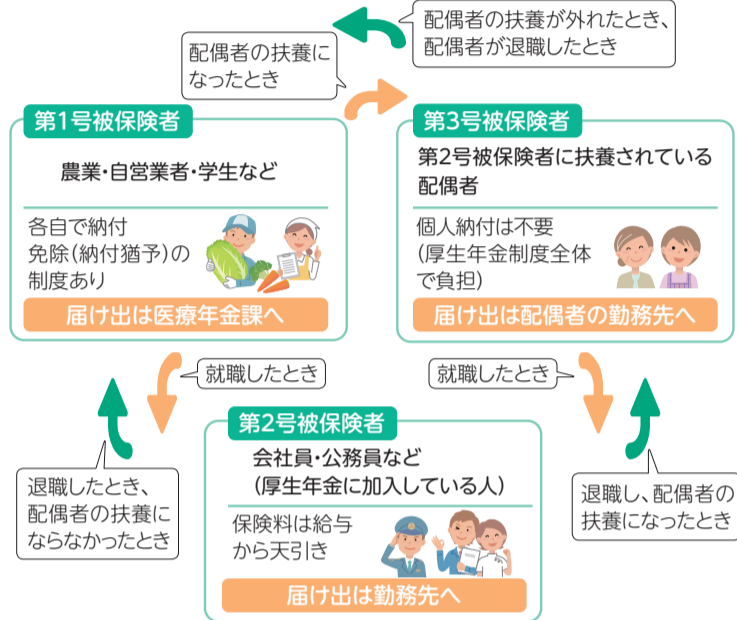 配偶者の扶養が外れたとき、
配偶者が退職したとき
配偶者の扶養に
なったとき
第1号被保険者
農業・自営業者・学生など
各自で納付
免除(納付猶予)の
制度あり
届け出は医療年金課へ
第3号被保険者
第2号被保険者に扶養されている
配偶者
個人納付は不要
(厚生年金制度全体
で負担)
届け出は配偶者の勤務先へ
就職したとき
就職したとき
退職したとき、
配偶者の扶養に
ならなかったとき
第2号被保険者
会社員・公務員など
(厚生年金に加入している人)
保険料は給与
から天引き
届け出は勤務先へ
退職し、配偶者の
扶養になったとき